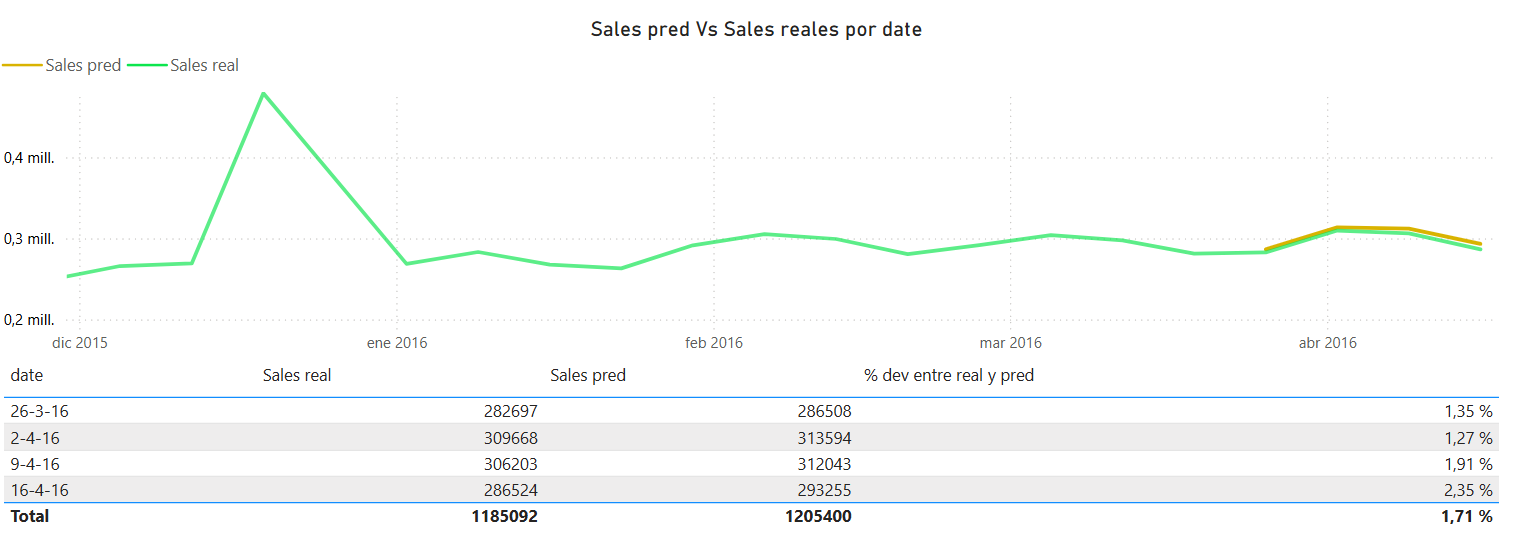 Sales pred Vs Sales reales por date
Sales pred Sales real
0,4 mill.
0,3 mill.
0,2 mill.
dic 2015 ene 2016 feb 2016 mar 2016 abr 2016
date Sales real Sales pred % dev entre real y pred
26-3-16 282697 286508 1,35 %
2-4-16 309668 313594 1,27 %
9-4-16 306203 312043 1,91 %
16-4-16 286524 293255 2,35 %
Total 1185092 1205400 1,71 %